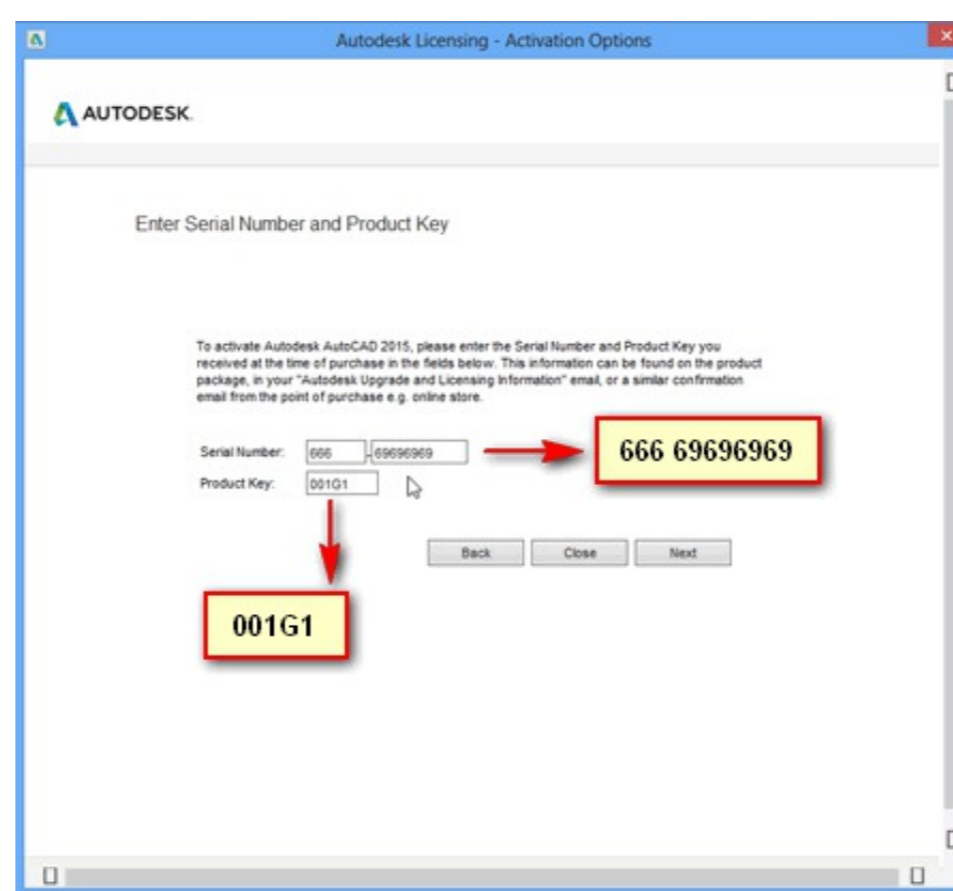 Autodesk Licensing - Activation Options
AUTODESK.
Enter Serial Number and Product Key
To activate Autodesk AutoCAD 2015, please enter the Serial Number and Product Key you
received at the time of purchase in the fields below. This information can be found on the product
package, in your "Autodesk Upgrade and Licensing Information" email, or a similar confirmation
email from the point of purchase e.g. online store.
Serial Number: 666 - 69696969 666 69696969
Product Key: 001G1
Back Close Next
001G1